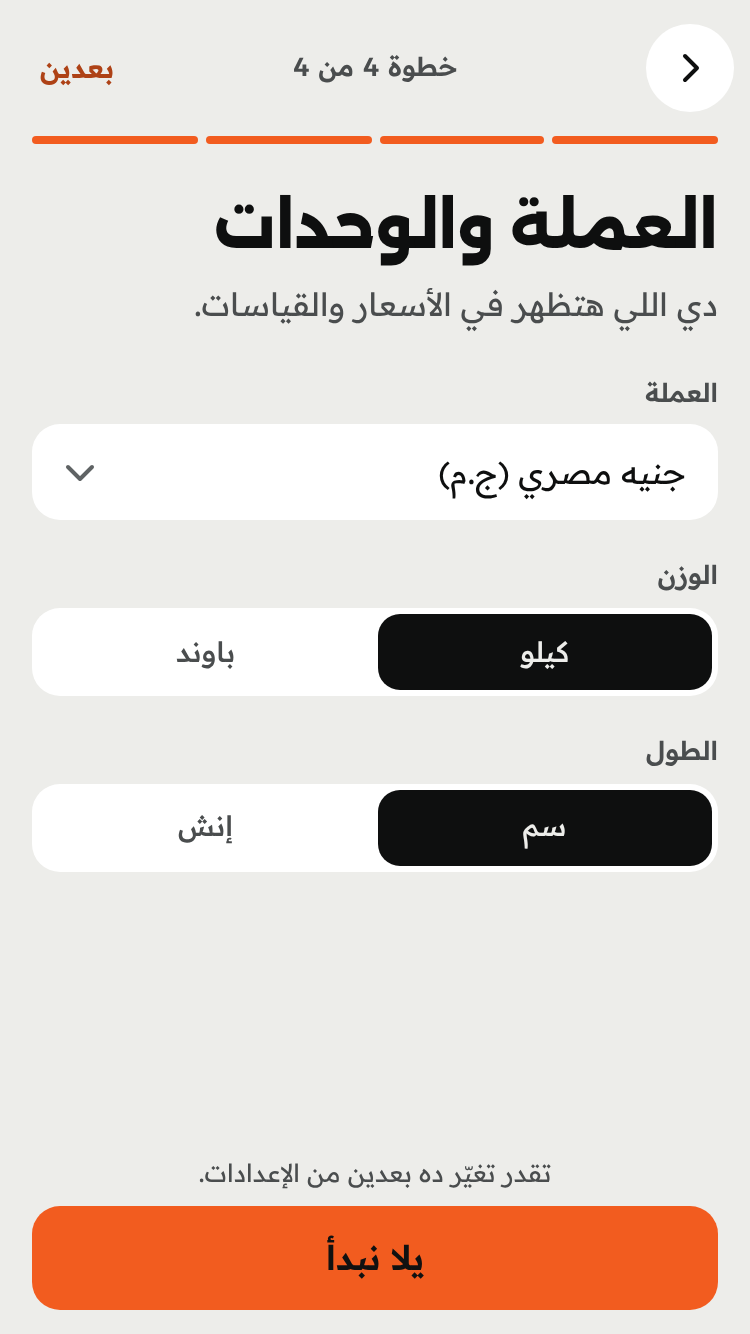 خطوة 4 من 4
بعدين
العملة والوحدات
دي اللي هتظهر في الأسعار والقياسات.
العملة
جنيه مصري (ج.م)
الوزن
كيلو
باوند
الطول
سم
إنش
تقدر تغيّر ده بعدين من الإعدادات.
يلا نبدأ